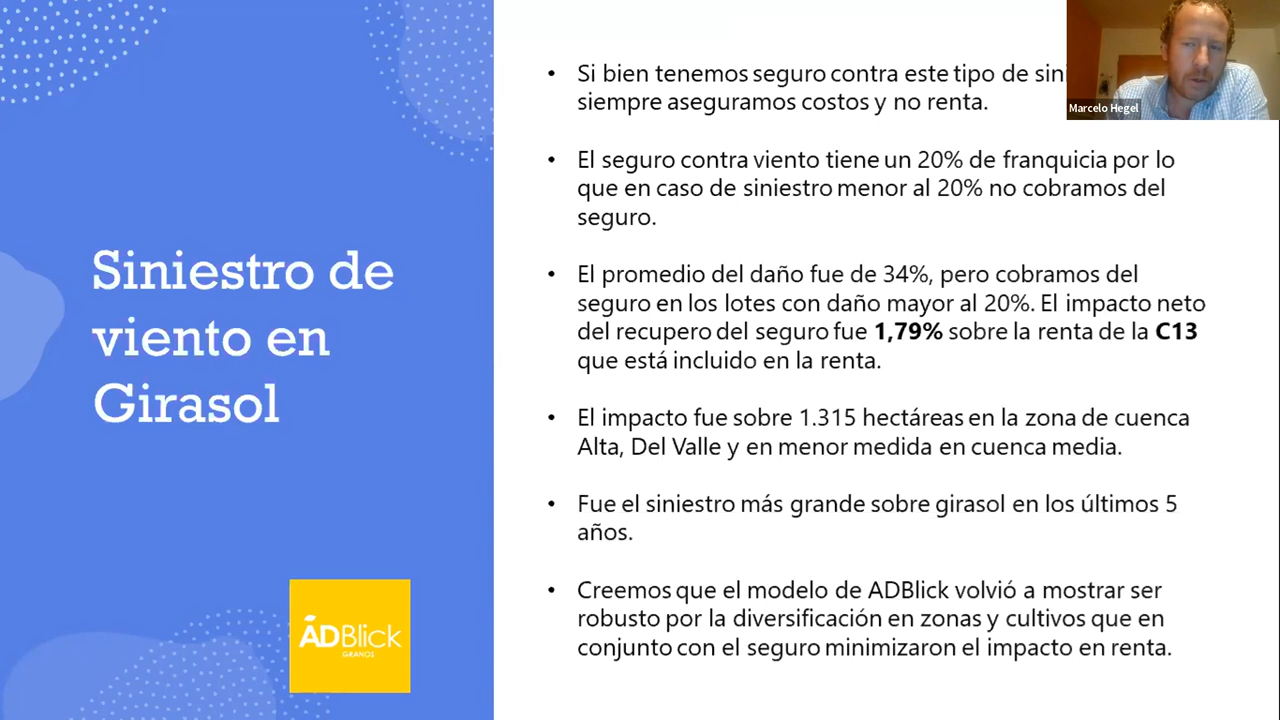 Siniestro de
viento en
Girasol
ADBlick
GRANOS
• Si bien tenemos seguro contra este tipo de
siempre aseguramos costos y no renta.
• El seguro contra viento tiene un 20% de franquicia por lo
que en caso de siniestro menor al 20% no cobramos del
seguro.
• El promedio del daño fue de 34%, pero cobramos del
seguro en los lotes con daño mayor al 20%. El impacto neto
del recupero del seguro fue 1,79% sobre la renta de la C13
que está incluido en la renta.
• El impacto fue sobre 1.315 hectáreas en la zona de cuenca
Alta, Del Valle y en menor medida en cuenca media.
• Fue el siniestro más grande sobre girasol en los últimos 5
años.
• Creemos que el modelo de ADBlick volvió a mostrar ser
robusto por la diversificación en zonas y cultivos que en
conjunto con el seguro minimizaron el impacto en renta.
Marcelo Hegel